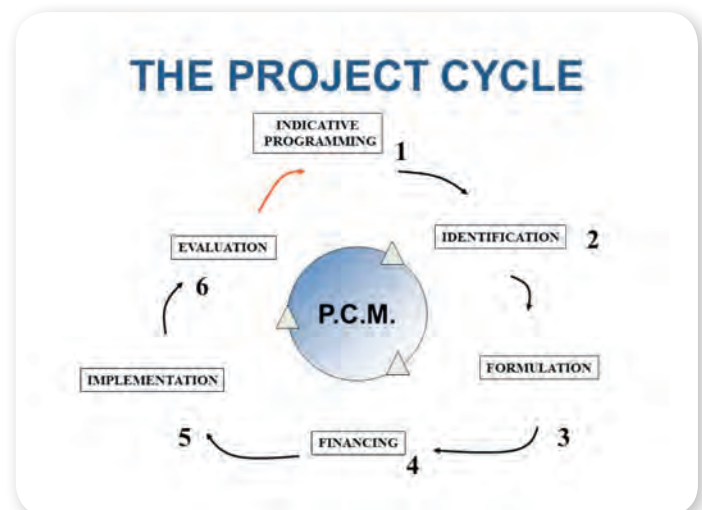 THE PROJECT CYCLE
INDICATIVE
PROGRAMMING
1
IDENTIFICATION
2
FORMULATION
3
FINANCING
4
IMPLEMENTATION
5
EVALUATION
6
P.C.M.